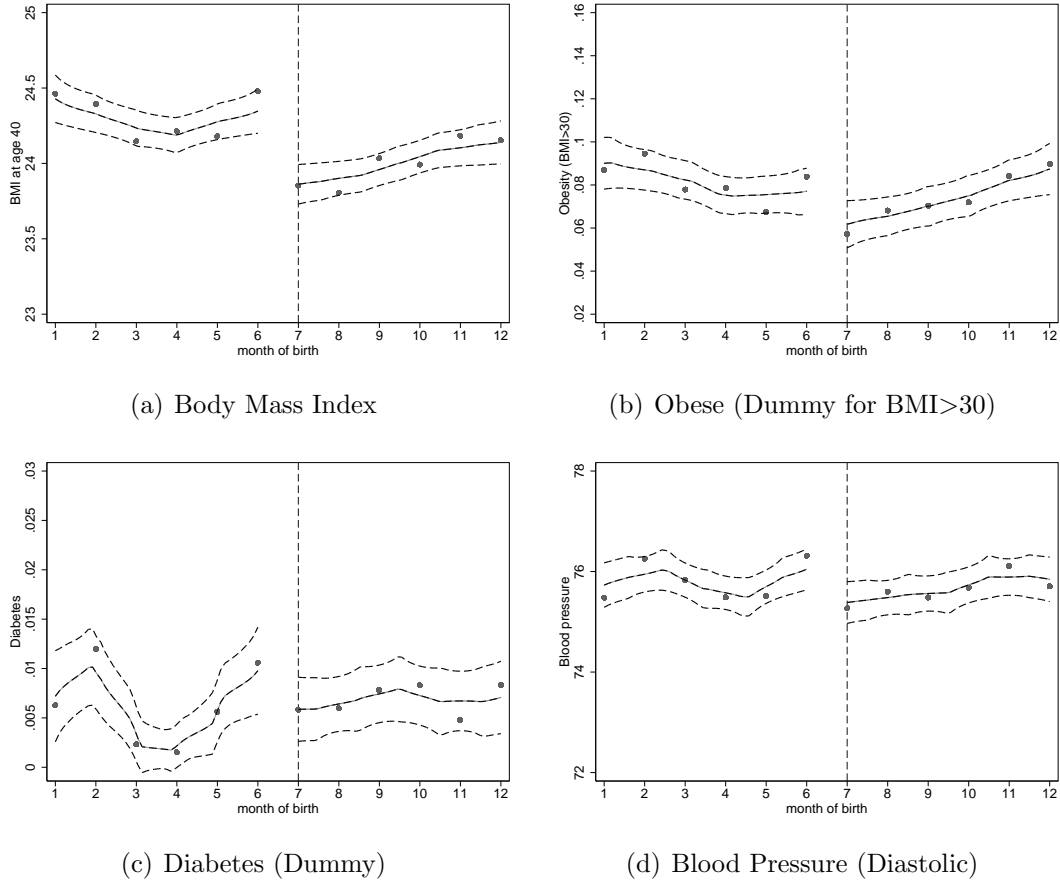 25
24.5
24
23.5
23
BMI at age 40
1 2 3 4 5 6 7 8 9 10 11 12
month of birth
(a) Body Mass Index
.16
.14
.12
.1
.08
.06
.04
.02
Obesity (BMI>30)
1 2 3 4 5 6 7 8 9 10 11 12
month of birth
(b) Obese (Dummy for BMI>30)
.03
.025
.02
.015
.01
.005
0
Diabetes
1 2 3 4 5 6 7 8 9 10 11 12
month of birth
(c) Diabetes (Dummy)
78
76
74
72
Blood pressure
1 2 3 4 5 6 7 8 9 10 11 12
month of birth
(d) Blood Pressure (Diastolic)